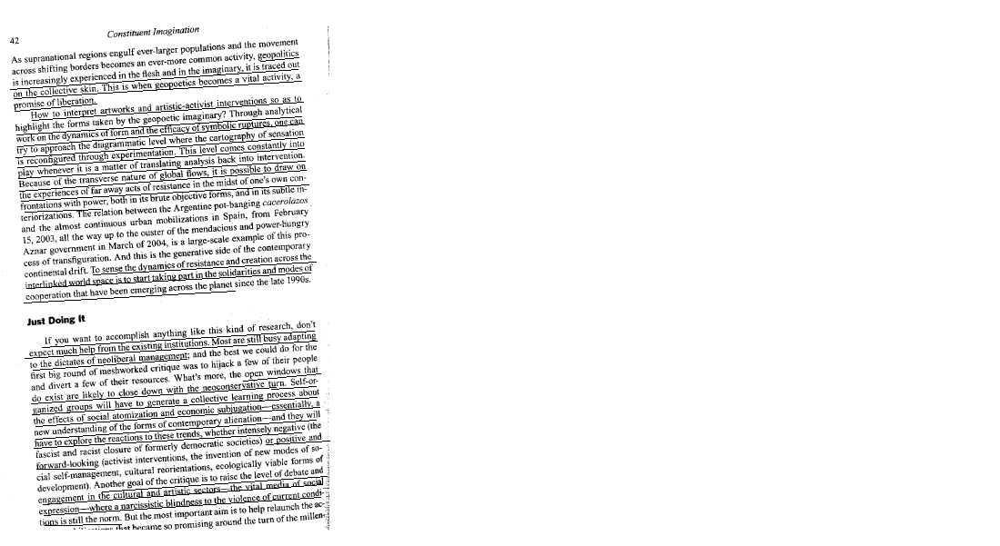 42
Constituent Imagination
As supranational regions engulf ever-larger populations and the movement
across shifting borders becomes an ever-more common activity, geopolitics
is increasingly experienced in the flesh and in the imaginary, it is traced out
on the collective skin. This is when geopoetics becomes a vital activity, a
promise of liberation.
How to interpret artworks and artistic-activist interventions so as to
highlight the forms taken by the geopoetic imaginary? Through analytical
work on the dynamics of form and the efficacy of symbolic ruptures, one can
try to approach the diagrammatic level where the cartography of sensation
is reconfigured through experimentation. This level comes constantly into
play whenever it is a matter of translating analysis back into intervention.
Because of the transverse nature of global flows, it is possible to draw on
the experiences of far away acts of resistance in the midst of one's own con-
frontations with power, both in its brute objective forms, and in its subtle in-
teriorizations. The relation between the Argentine pot-banging cacerolazos
and the almost continuous urban mobilizations in Spain, from February
15, 2003, all the way up to the ouster of the mendacious and power-hungry
Aznar government in March of 2004, is a large-scale example of this pro-
cess of transfiguration. And this is the generative side of the contemporary
continental drift. To sense the dynamics of resistance and creation across the
interlinked world space is to start taking part in the solidarities and modes of
cooperation that have been emerging across the planet since the late 1990s.
Just Doing It
If you want to accomplish anything like this kind of research, don't
expect much help from the existing institutions. Most are still busy adapting
to the dictates of neoliberal management; and the best we could do for the
first big round of meshworked critique was to hijack a few of their people
and divert a few of their resources. What's more, the open windows that
do exist are likely to close down with the neoconservative turn. Self-or-
ganized groups will have to generate a collective learning process about
the effects of social atomization and economic subjugation—essentially, a
new understanding of the forms of contemporary alienation—and they will
have to explore the reactions to these trends, whether intensely negative (the
fascist and racist closure of formerly democratic societies) or positive and
forward-looking (activist interventions, the invention of new modes of so-
cial self-management, cultural reorientations, ecologically viable forms of
development). Another goal of the critique is to raise the level of debate and
engagement in the cultural and artistic sectors—the vital media of social
expression—where a narcissistic blindness to the violence of current condi-
tions is still the norm. But the most important aim is to help relaunch the ac-
that became so promising around the turn of the millen-